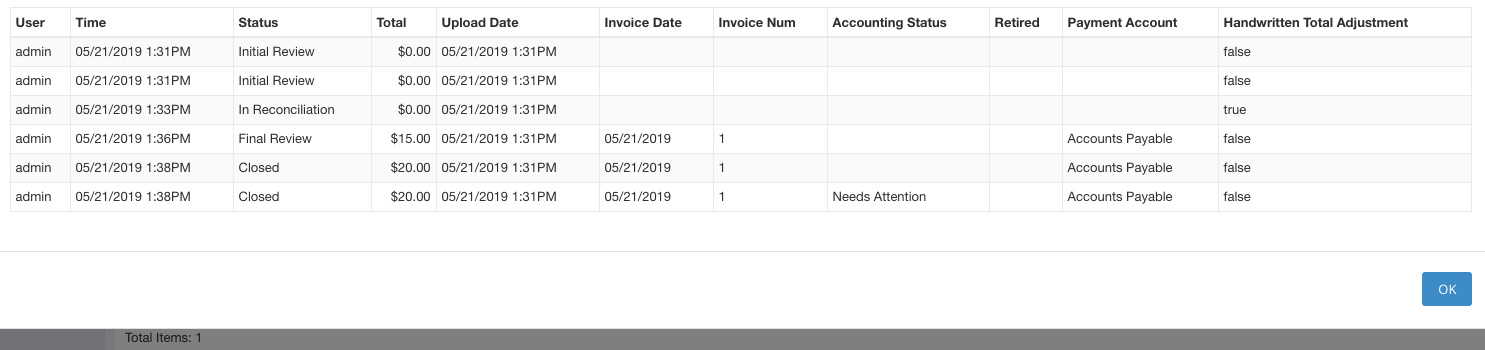 User Time Status Total Upload Date Invoice Date Invoice Num Accounting Status Retired Payment Account Handwritten Total Adjustment
admin 05/21/2019 1:31PM Initial Review $0.00 05/21/2019 1:31PM false
admin 05/21/2019 1:31PM Initial Review $0.00 05/21/2019 1:31PM false
admin 05/21/2019 1:33PM In Reconciliation $0.00 05/21/2019 1:31PM true
admin 05/21/2019 1:36PM Final Review $15.00 05/21/2019 1:31PM 05/21/2019 1 Accounts Payable false
admin 05/21/2019 1:38PM Closed $20.00 05/21/2019 1:31PM 05/21/2019 1 Accounts Payable false
admin 05/21/2019 1:38PM Closed $20.00 05/21/2019 1:31PM 05/21/2019 1 Needs Attention Accounts Payable false
OK
Total Items: 1